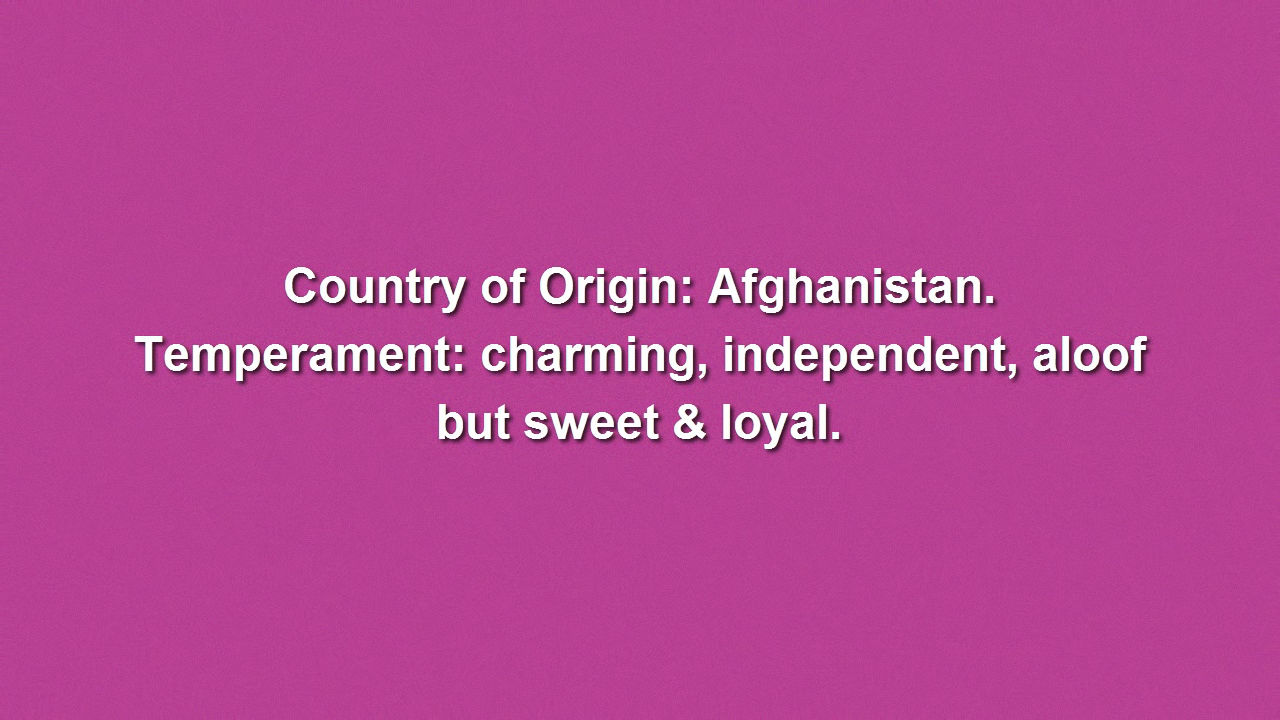 Country of Origin: Afghanistan.
Temperament: charming, independent, aloof
but sweet & loyal.